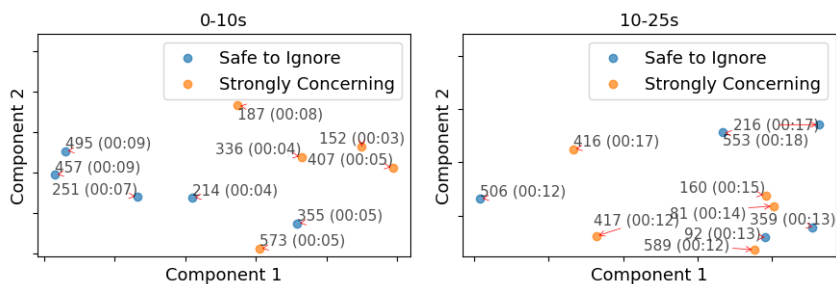 0-10s
Safe to Ignore
Strongly Concerning
187 (00:08)
495 (00:09)
336 (00:04)
152 (00:03)
457 (00:09)
407 (00:05)
251 (00:07)
214 (00:04)
355 (00:05)
573 (00:05)
Component 1
Component 2
10-25s
Safe to Ignore
Strongly Concerning
216 (00:17)
416 (00:17)
553 (00:18)
506 (00:12)
160 (00:15)
81 (00:14)
417 (00:12)
359 (00:13)
92 (00:13)
589 (00:12)
Component 1
Component 2